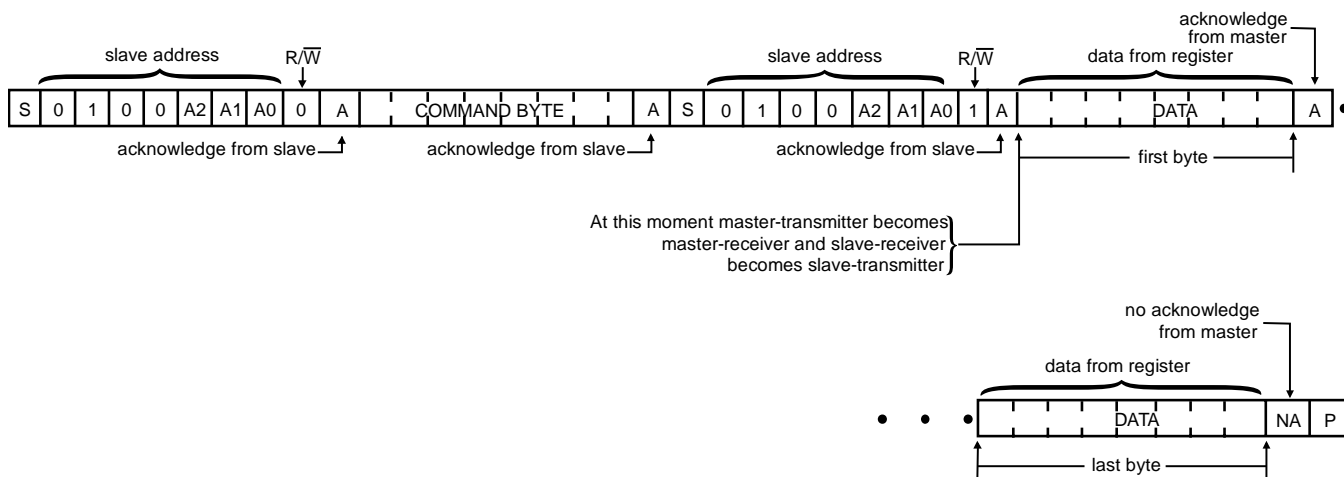 acknowledge
from master
slave address
R/W̅
slave address
R/W̅
data from register
S 0 1 0 0 A2 A1 A0 0 A COMMAND BYTE A S 0 1 0 0 A2 A1 A0 1 A DATA A
acknowledge from slave
acknowledge from slave
acknowledge from slave
first byte
At this moment master-transmitter becomes
master-receiver and slave-receiver
becomes slave-transmitter
no acknowledge
from master
data from register
DATA NA P
last byte